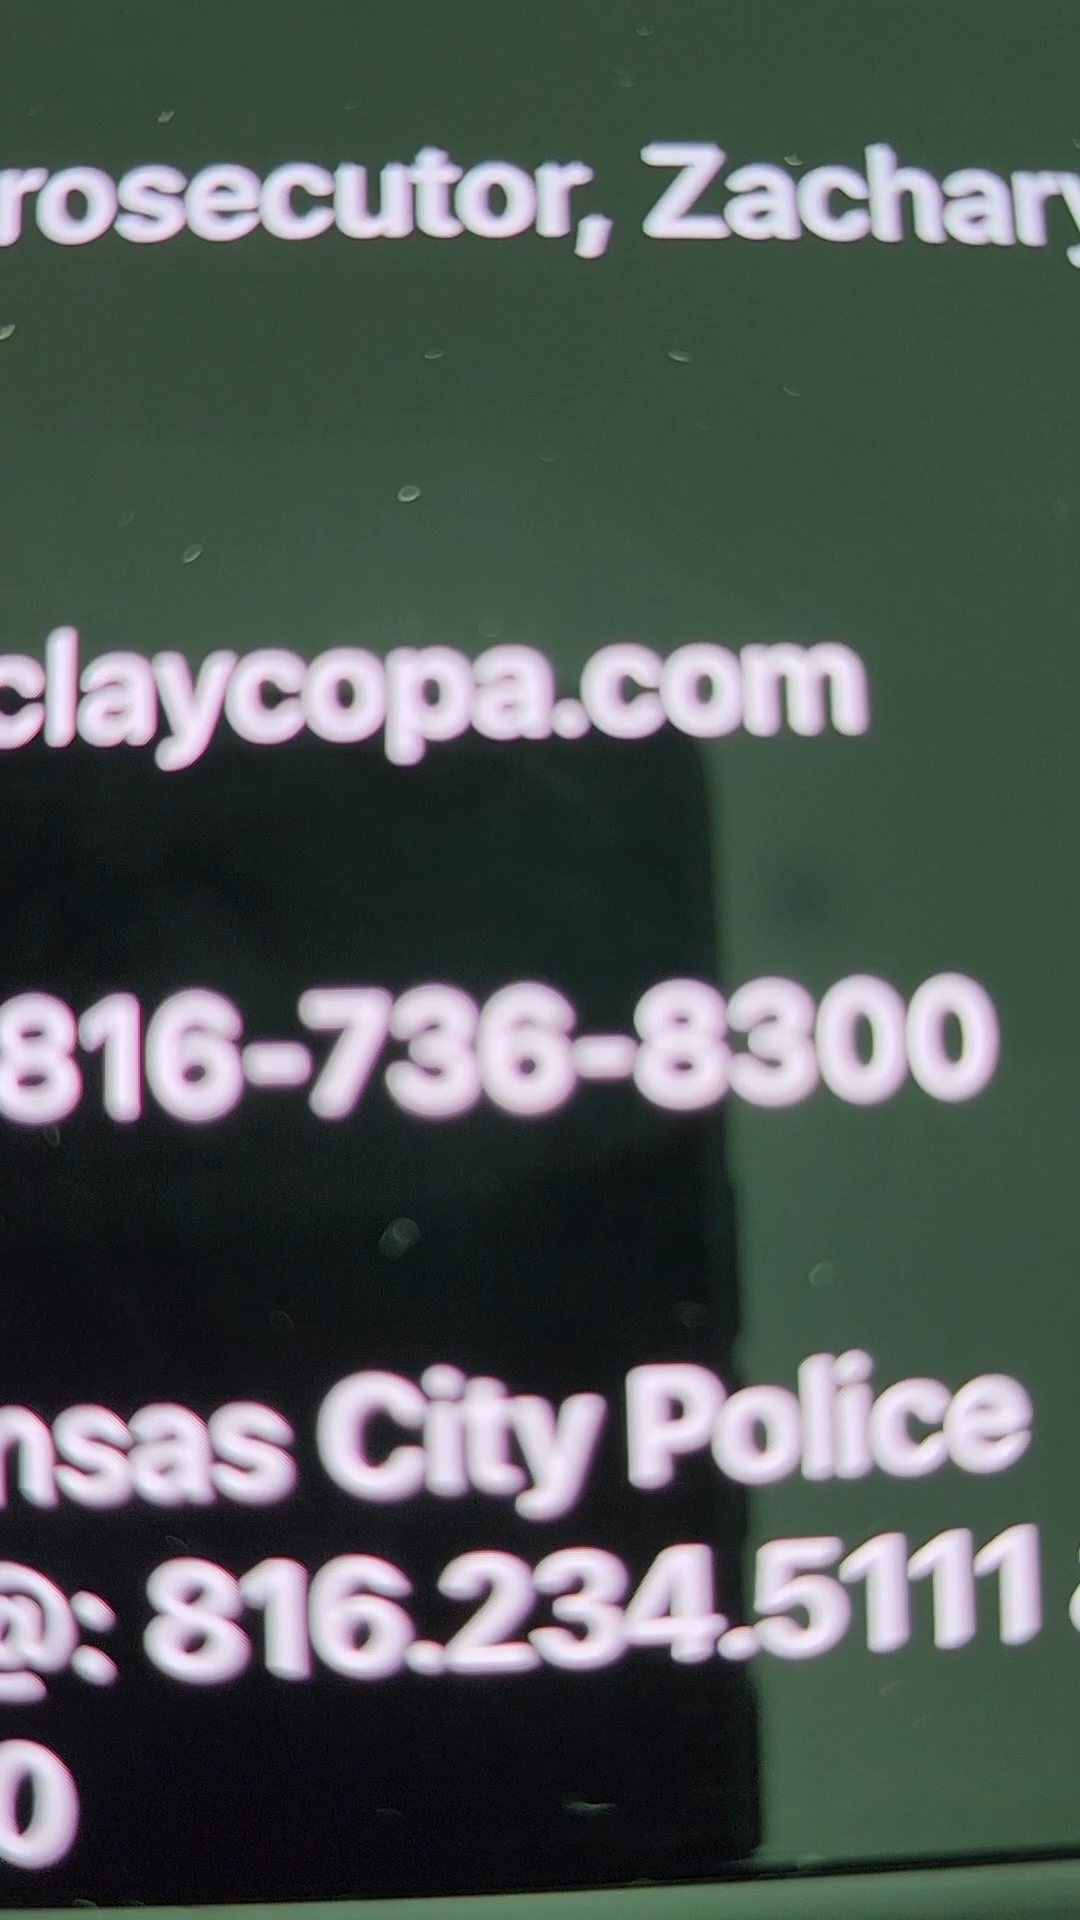 rosecutor, Zachary
claycopa.com
816-736-8300
nsas City Police
@: 816.234.5111
0